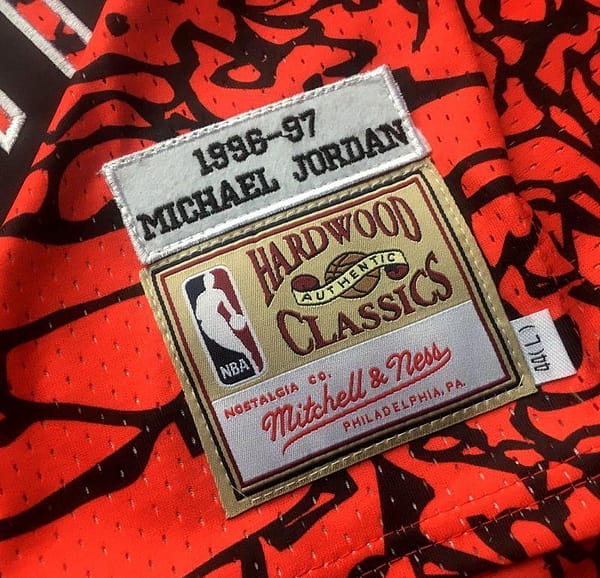 1996-97
MICHAEL JORDAN
HARDWOOD
AUTHENTIC
CLASSICS
NBA
NOSTALGIA CO.
Mitchell & Ness
PHILADELPHIA, PA.
44(L)